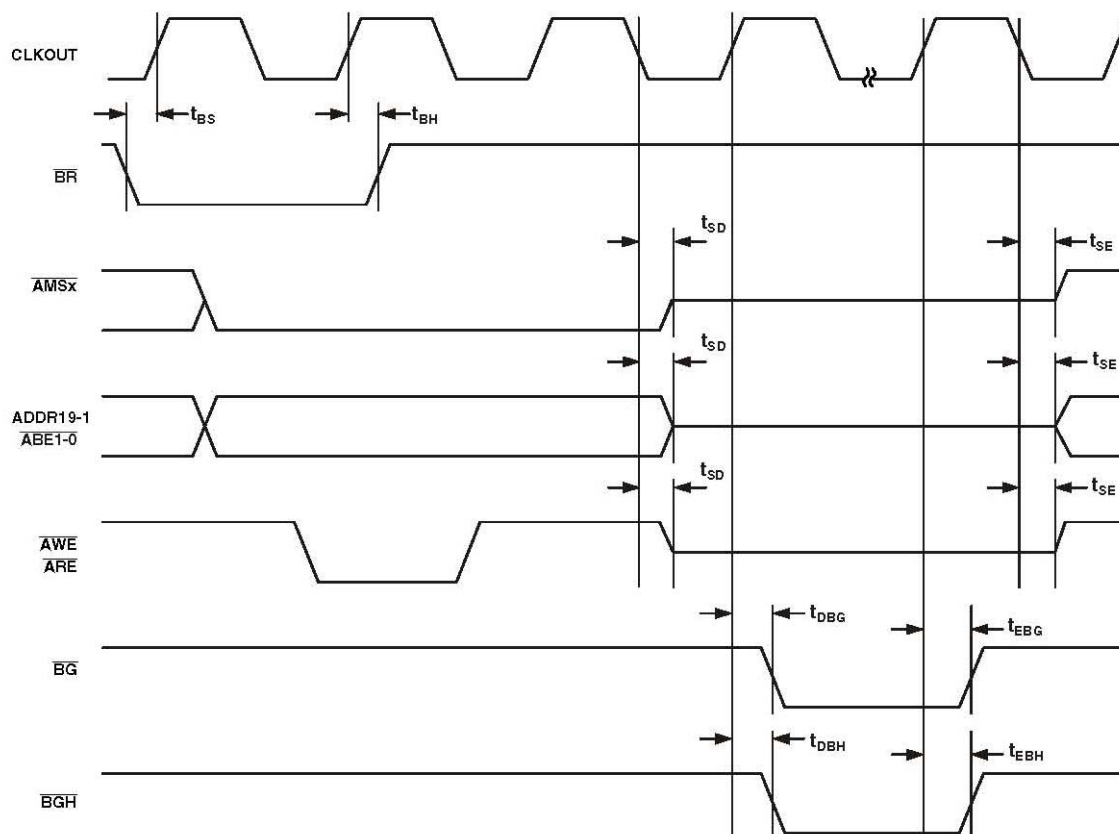 CLKOUT
tBS
tBH
BR
tSD
tSE
AMSx
tSD
tSE
ADDR19-1
ABE1-0
tSD
tSE
AWE
ARE
tDBG
tEBG
BG
tDBH
tEBH
BGH